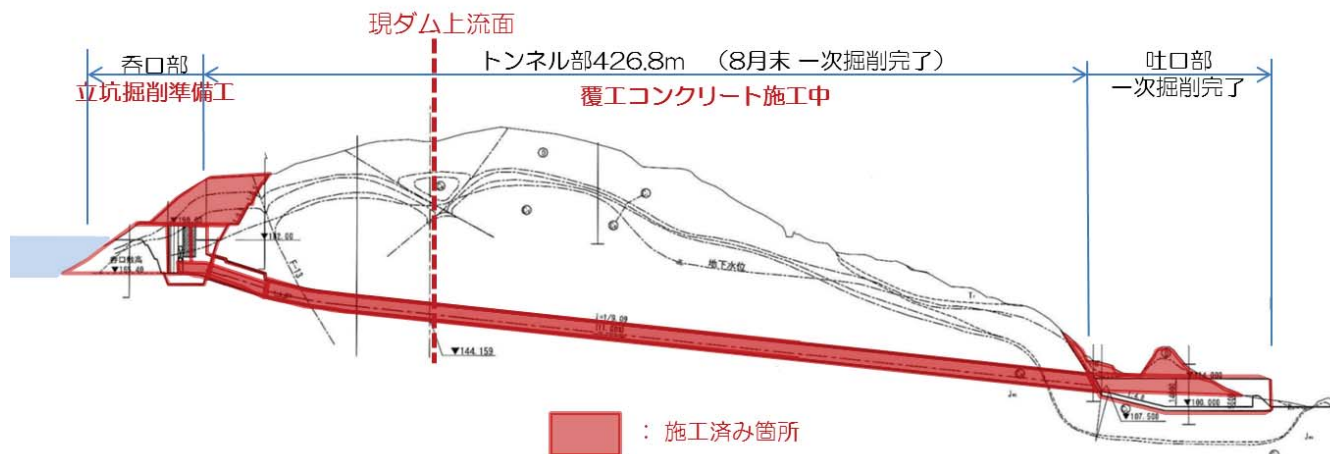 現ダム上流面
呑口部
立坑掘削準備工
トンネル部426.8m （8月末 一次掘削完了）
覆工コンクリート施工中
吐口部
一次掘削完了
F-13
地下水位
▼144.159
▼107.500
▼100.000
： 施工済み箇所